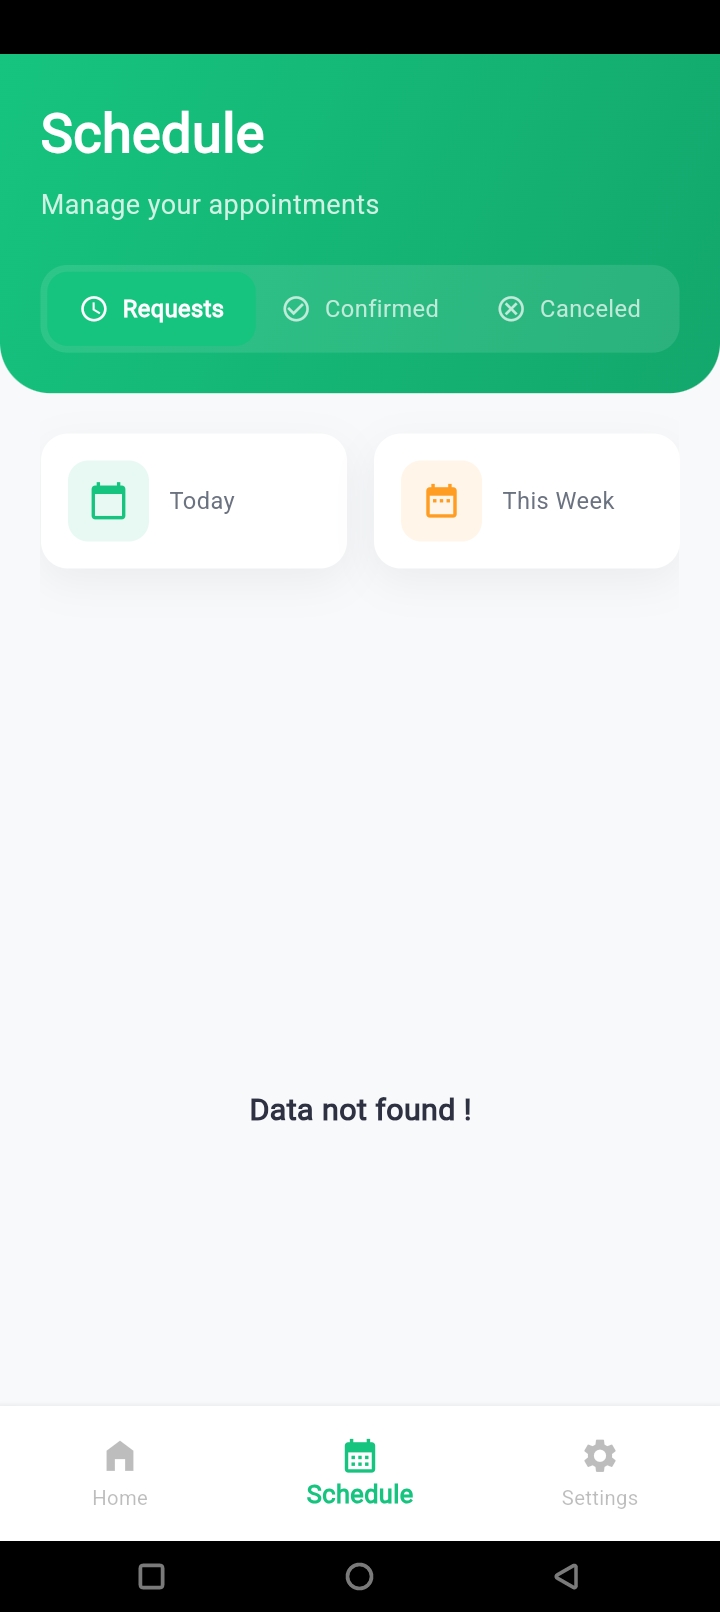 Schedule
Manage your appointments
Requests
Confirmed
Canceled
Today
This Week
Data not found !
Home
Schedule
Settings